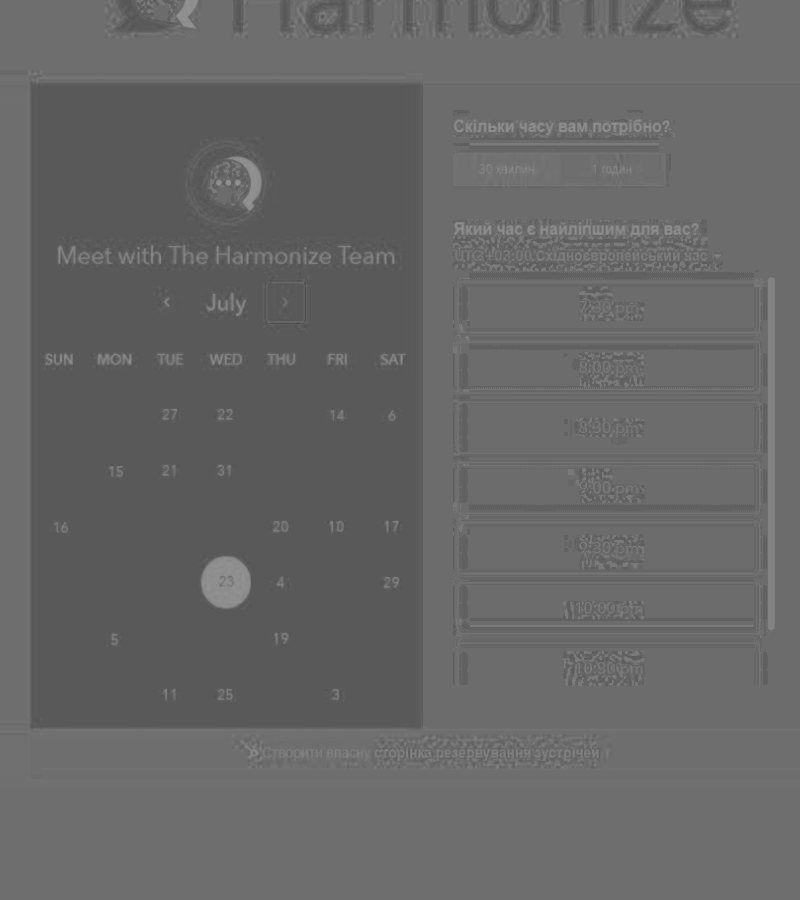 Harmonize
Meet with The Harmonize Team
July
SUN MON TUE WED THU FRI SAT
27 22 14 6
15 21 31
16 20 10 17
23 4 29
5 19
11 25 3
Скільки часу вам потрібно?
30 хвилин 1 годин
Який час є найліпшим для вас?
UTC +03:00 Східноєвропейський час
7:30 pm
8:00 pm
8:30 pm
9:00 pm
9:30 pm
10:00 pm
10:30 pm
Створити власну сторінка резервування зустрічей